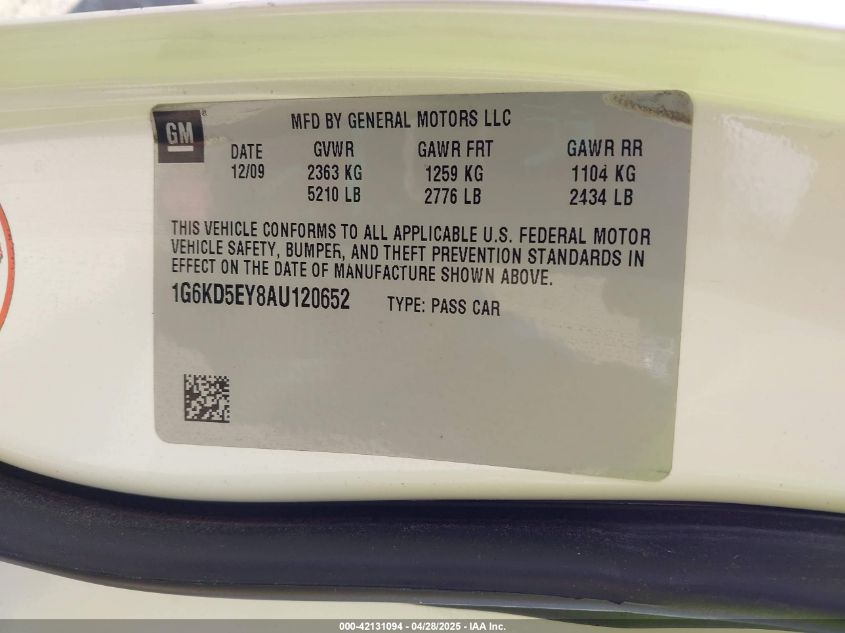 GM
MFD BY GENERAL MOTORS LLC
DATE GVWR GAWR FRT GAWR RR
12/09 2363 KG 1259 KG 1104 KG
5210 LB 2776 LB 2434 LB
THIS VEHICLE CONFORMS TO ALL APPLICABLE U.S. FEDERAL MOTOR
VEHICLE SAFETY, BUMPER, AND THEFT PREVENTION STANDARDS IN
EFFECT ON THE DATE OF MANUFACTURE SHOWN ABOVE.
1G6KD5EY8AU120652 TYPE: PASS CAR
000-42131094 - 04/28/2025 - IAA Inc.